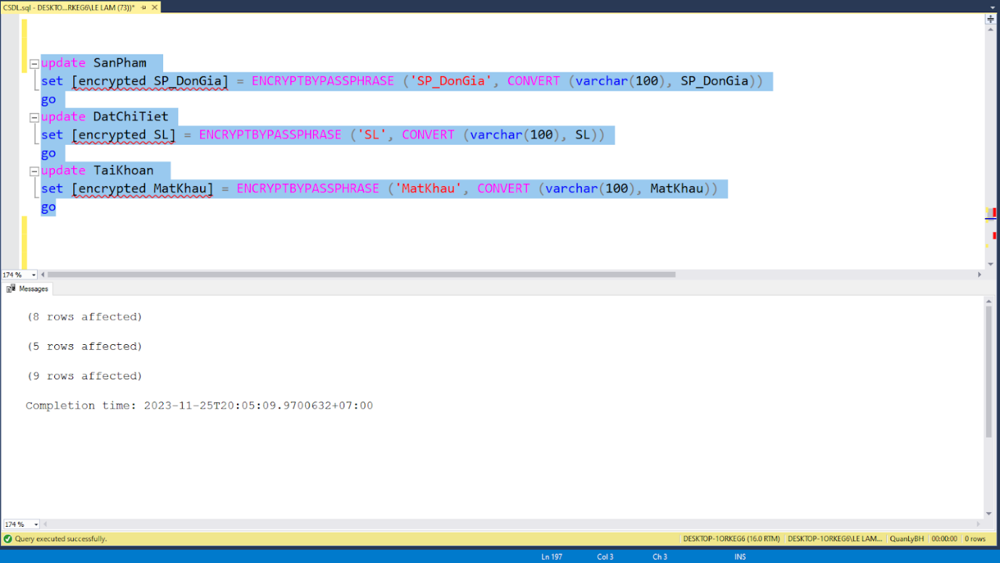 CSDL.sql - DESKTO...RKEG6\LE LAM (73))*
update SanPham
set [encrypted SP_DonGia] = ENCRYPTBYPASSPHRASE ('SP_DonGia', CONVERT (varchar(100), SP_DonGia))
go
update DatChiTiet
set [encrypted SL] = ENCRYPTBYPASSPHRASE ('SL', CONVERT (varchar(100), SL))
go
update TaiKhoan
set [encrypted MatKhau] = ENCRYPTBYPASSPHRASE ('MatKhau', CONVERT (varchar(100), MatKhau))
go
174 %
Messages
(8 rows affected)
(5 rows affected)
(9 rows affected)
Completion time: 2023-11-25T20:05:09.9700632+07:00
174 %
Query executed successfully. DESKTOP-1ORKEG6 (16.0 RTM) DESKTOP-1ORKEG6\LE LAM... QuanLyBH 00:00:00 0 rows
Ln 197 Col 3 Ch 3 INS